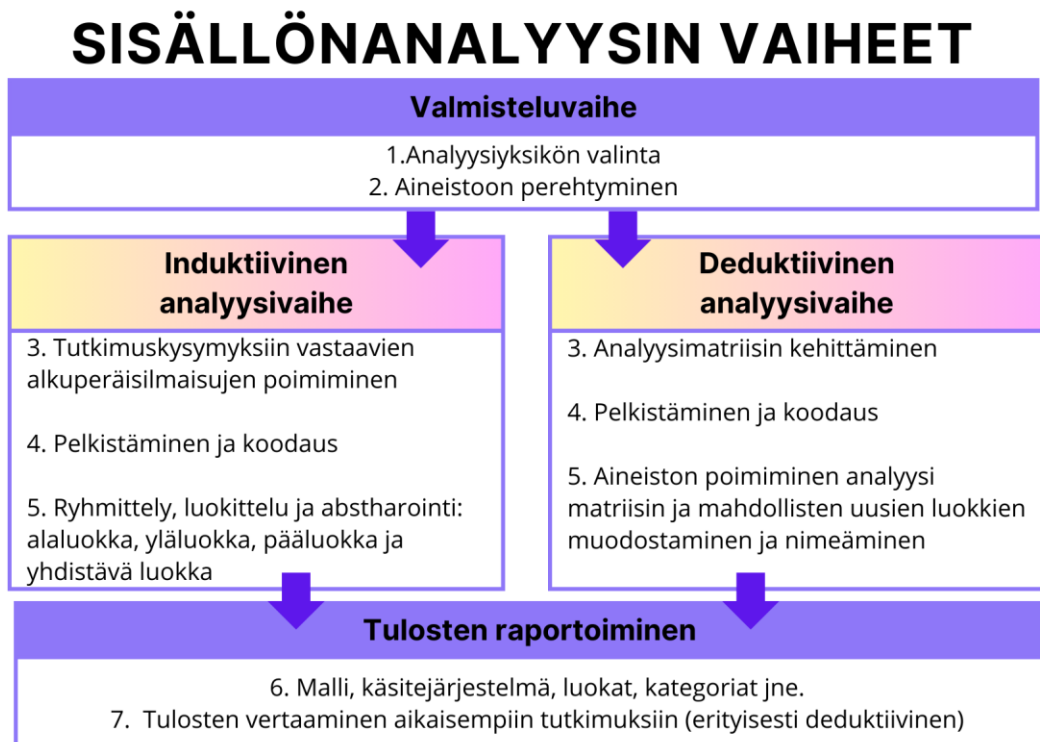 SISÄLLÖNANALYYSIN VAIHEET
Valmisteluvaihe
1.Analyysiyksikön valinta
2. Aineistoon perehtyminen
Induktiivinen
analyysivaihe
3. Tutkimuskysymyksiin vastaavien
alkuperäisilmaisujen poimiminen
4. Pelkistäminen ja koodaus
5. Ryhmittely, luokittelu ja abstharointi:
alaluokka, yläluokka, pääluokka ja
yhdistävä luokka
Deduktiivinen
analyysivaihe
3. Analyysimatriisin kehittäminen
4. Pelkistäminen ja koodaus
5. Aineiston poimiminen analyysi
matriisin ja mahdollisten uusien luokkien
muodostaminen ja nimeäminen
Tulosten raportoiminen
6. Malli, käsitejärjestelmä, luokat, kategoriat jne.
7. Tulosten vertaaminen aikaisempiin tutkimuksiin (erityisesti deduktiivinen)